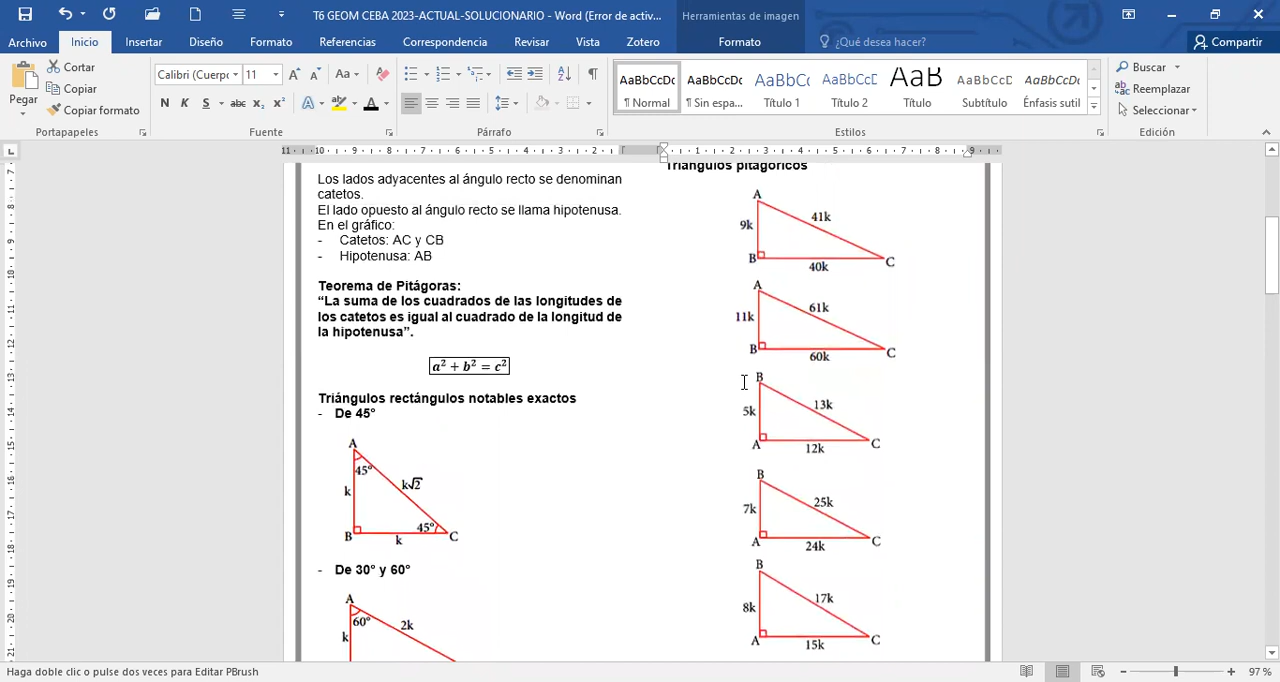 T6 GEOM CEBA 2023-ACTUAL-SOLUCIONARIO - Word (Error de activ...
Herramientas de imagen
Archivo
Inicio
Insertar
Diseño
Formato
Referencias
Correspondencia
Revisar
Vista
Zotero
Formato
¿Qué desea hacer?
Compartir
Pegar
Cortar
Copiar
Copiar formato
Portapapeles
Calibri (Cuerpo
11
Aa
N K S abc x₂ x²
Fuente
Párrafo
AaBbCcDc
¶ Normal
AaBbCcDc
¶ Sin espa...
AaBbCc
Título 1
AaBbCcD
Título 2
AaB
Título
AaBbCcD
Subtítulo
AaBbCcDc
Énfasis sutil
Estilos
Buscar
Reemplazar
Seleccionar
Edición
Los lados adyacentes al ángulo recto se denominan
catetos.
El lado opuesto al ángulo recto se llama hipotenusa.
En el gráfico:
- Catetos: AC y CB
- Hipotenusa: AB
Teorema de Pitágoras:
“La suma de los cuadrados de las longitudes de
los catetos es igual al cuadrado de la longitud de
la hipotenusa”.
a² + b² = c²
Triángulos rectángulos notables exactos
- De 45°
A
45°
k
k√2
45°
B
k
C
- De 30° y 60°
A
60°
2k
k
Triángulos pitagóricos
A
9k
41k
B
40k
C
A
11k
61k
B
60k
C
B
5k
13k
A
12k
C
B
7k
25k
A
24k
C
B
8k
17k
A
15k
C
Haga doble clic o pulse dos veces para Editar PBrush
97 %